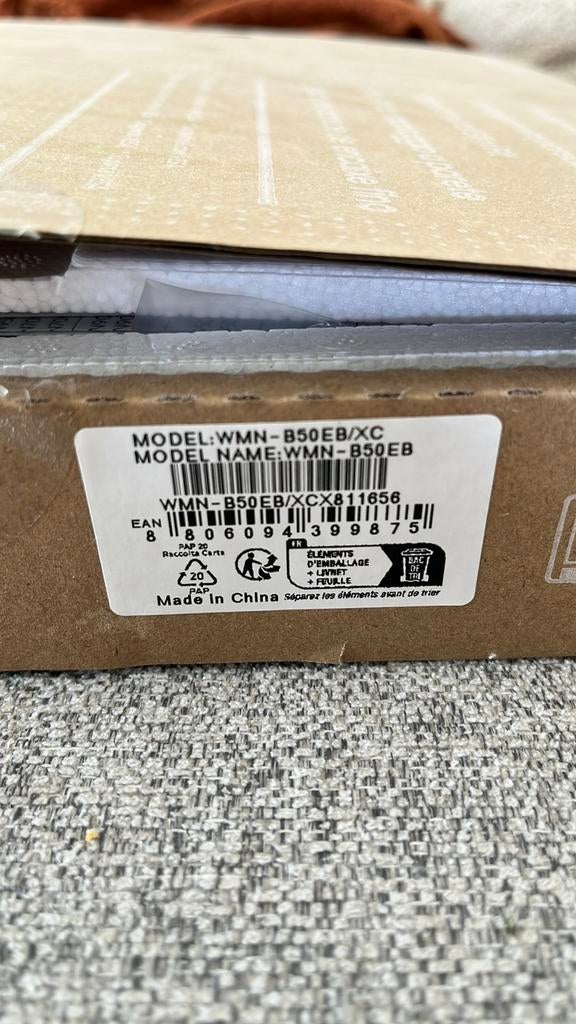 MODEL:WMN-B50EB/XC
MODEL NAME:WMN-B50EB
WMN-B50EB/XCX811656
EAN
8 806094 399875
PAP 20
Raccolta Carta
20
PAP
FR
ÉLÉMENTS
D'EMBALLAGE
+ LIVRET
+ FEUILLE
BAC
DE
TRI
Made in China Séparez les éléments avant de trier